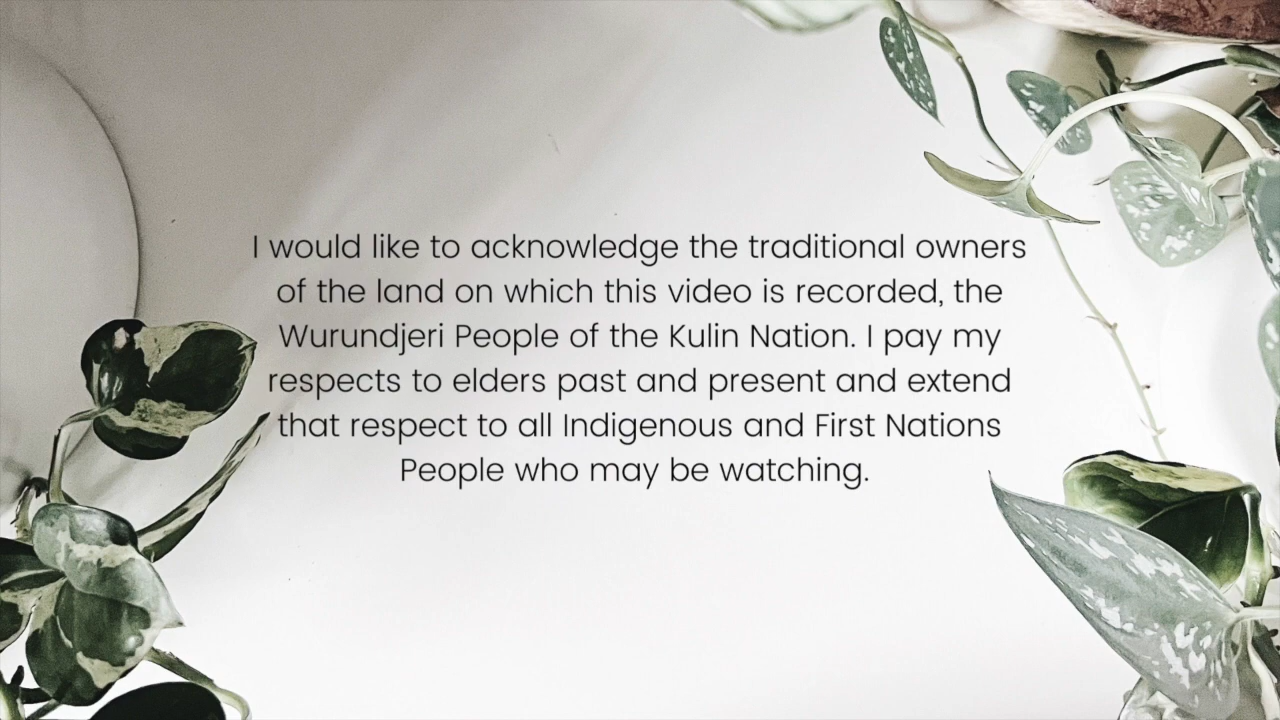 I would like to acknowledge the traditional owners
of the land on which this video is recorded, the
Wurundjeri People of the Kulin Nation. I pay my
respects to elders past and present and extend
that respect to all Indigenous and First Nations
People who may be watching.